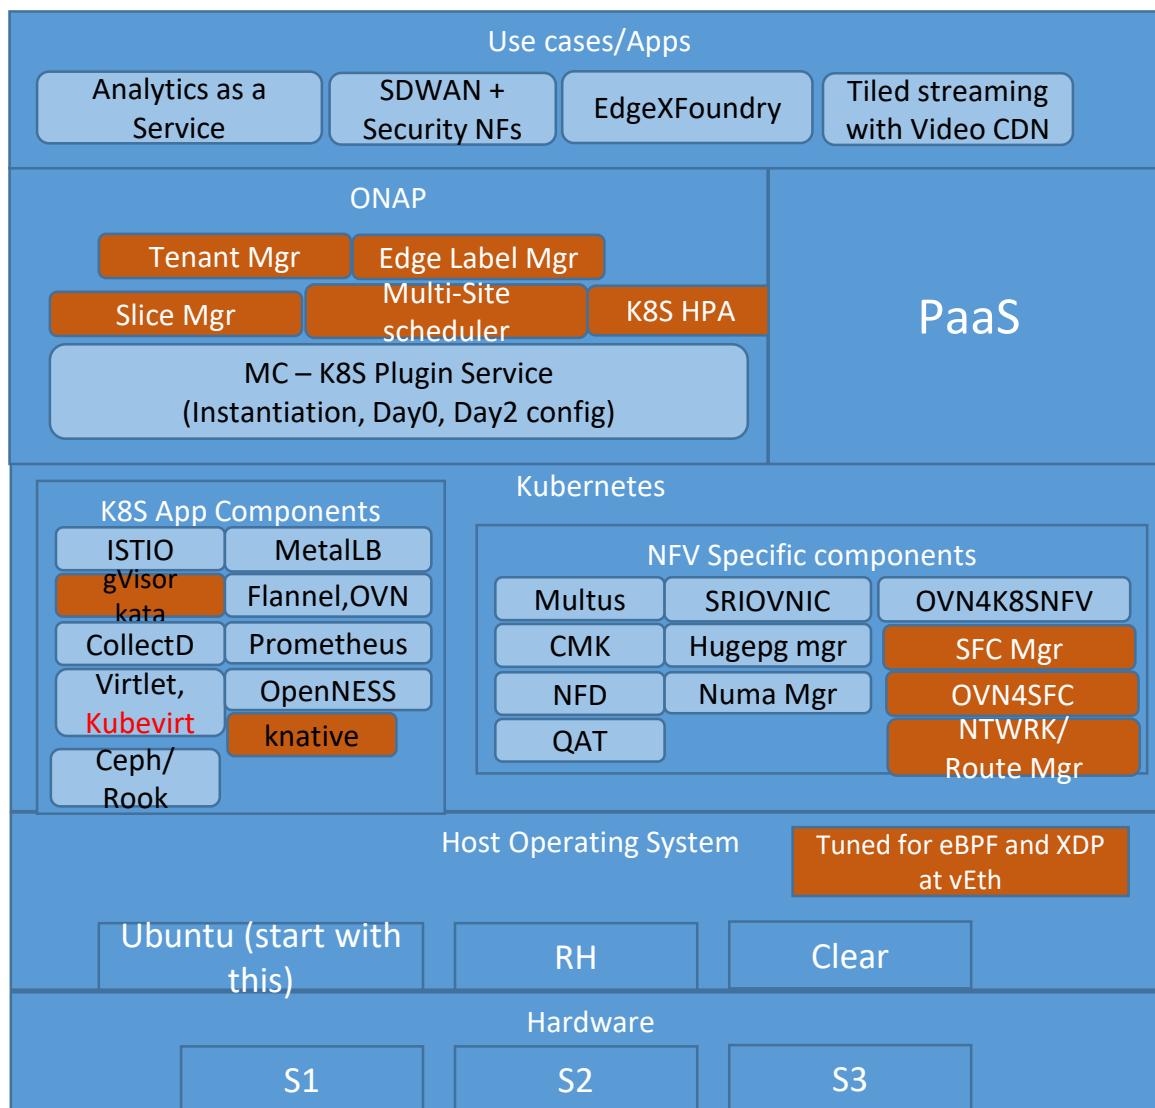 Use cases/Apps
Analytics as a
Service
SDWAN +
Security NFs
EdgeXFoundry
Tiled streaming
with Video CDN
ONAP
Tenant Mgr
Edge Label Mgr
Slice Mgr
Multi-Site
scheduler
K8S HPA
MC – K8S Plugin Service
(Instantiation, Day0, Day2 config)
PaaS
Kubernetes
K8S App Components
ISTIO
MetalLB
gVisor
kata
Flannel,OVN
CollectD
Prometheus
Virtlet,
Kubevirt
OpenNESS
knative
Ceph/
Rook
NFV Specific components
Multus
SRIOVNIC
OVN4K8SNFV
CMK
Hugepg mgr
SFC Mgr
NFD
Numa Mgr
OVN4SFC
QAT
NTWRK/
Route Mgr
Host Operating System
Tuned for eBPF and XDP
at vEth
Ubuntu (start with
this)
RH
Clear
Hardware
S1
S2
S3